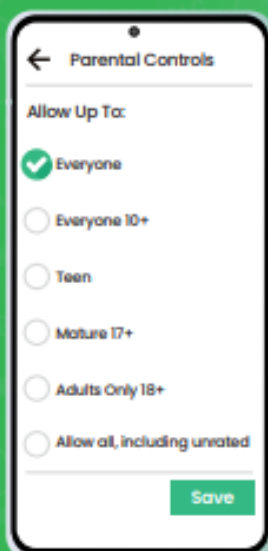 Parental Controls
Allow Up To:
Everyone
Everyone 10+
Teen
Mature 17+
Adults Only 18+
Allow all, including unrated
Save